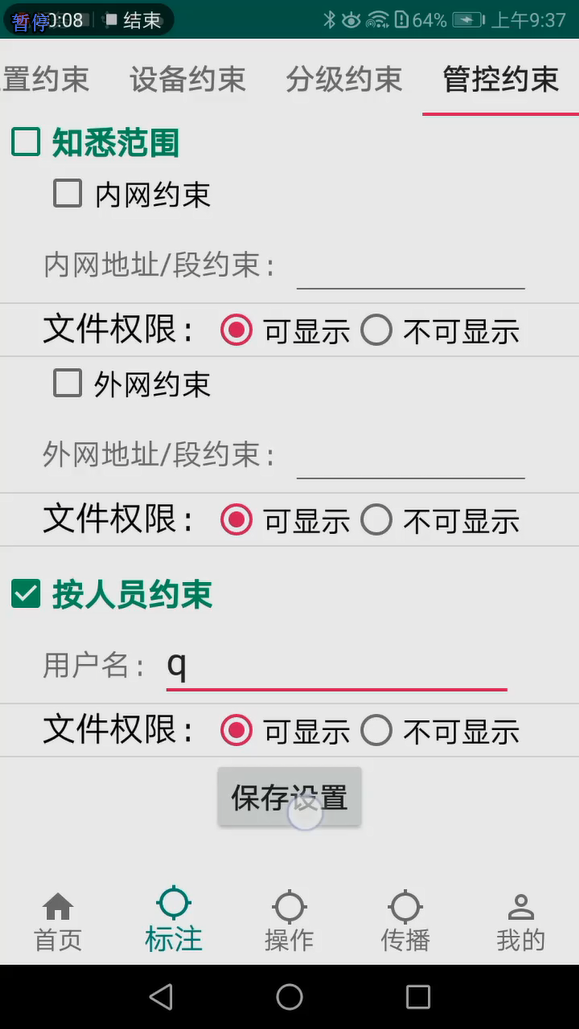 暂停 0:08 结束 64% 上午9:37
置约束 设备约束 分级约束 管控约束
知悉范围
内网约束
内网地址/段约束:
文件权限: 可显示 不可显示
外网约束
外网地址/段约束:
文件权限: 可显示 不可显示
按人员约束
用户名: q
文件权限: 可显示 不可显示
保存设置
首页 标注 操作 传播 我的